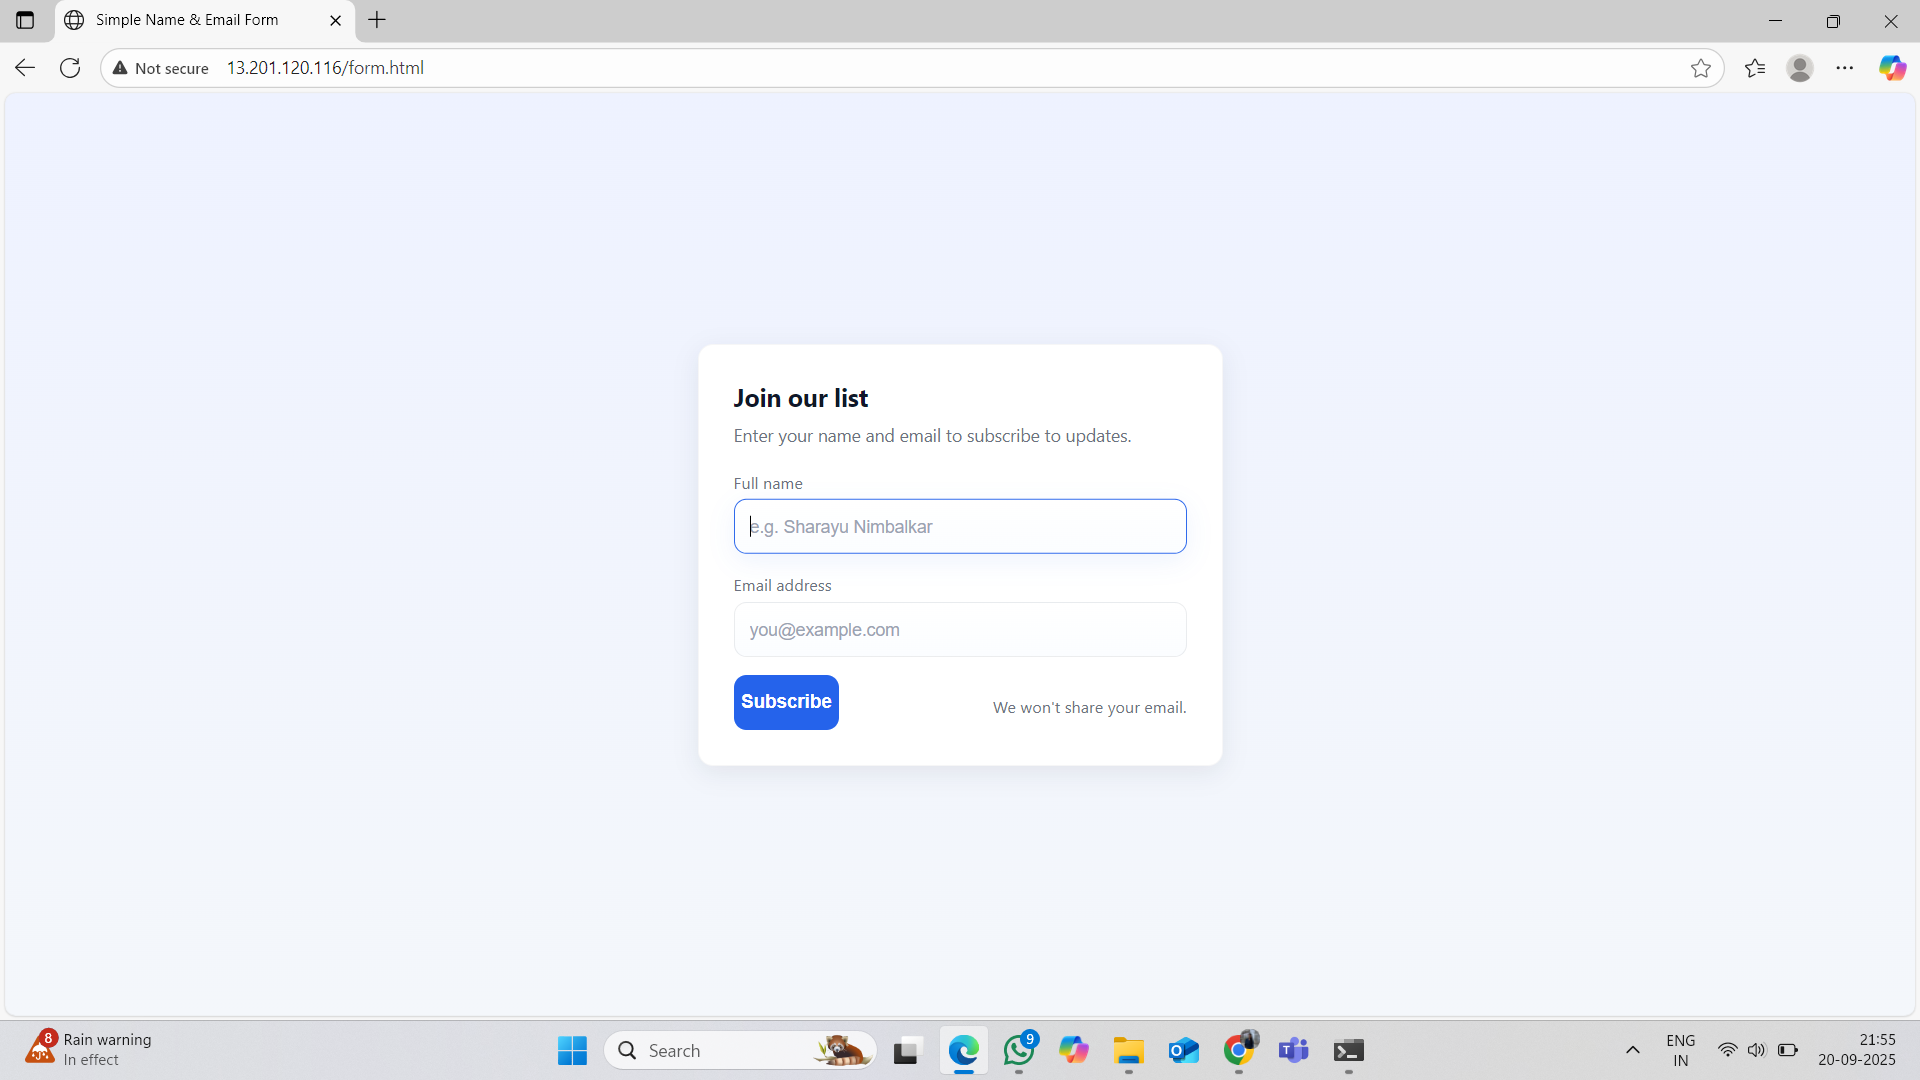 Simple Name & Email Form
Not secure
13.201.120.116/form.html
Join our list
Enter your name and email to subscribe to updates.
Full name
e.g. Sharayu Nimbalkar
Email address
you@example.com
Subscribe
We won't share your email.
8
Rain warning
In effect
Search
9
ENG
IN
21:55
20-09-2025